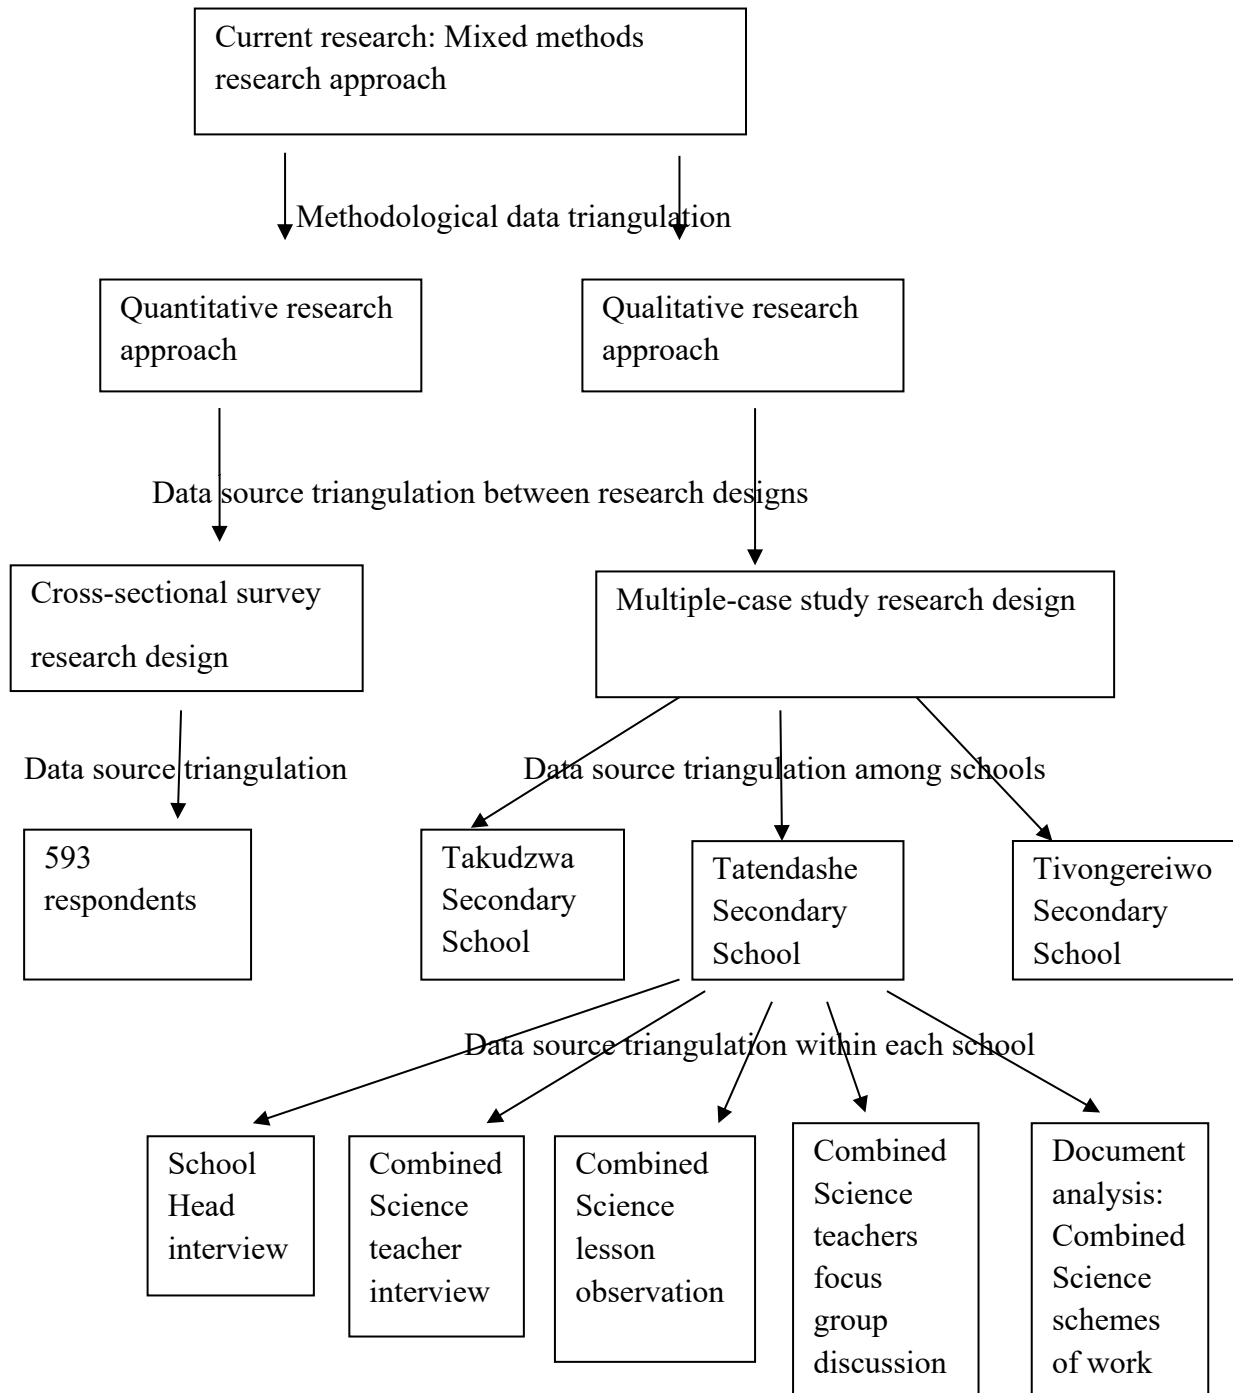 Current research: Mixed methods
research approach
Methodological data triangulation
Quantitative research
approach
Qualitative research
approach
Data source triangulation between research designs
Cross-sectional survey
research design
Multiple-case study research design
Data source triangulation
Data source triangulation among schools
593
respondents
Takudzwa
Secondary
School
Tatendashe
Secondary
School
Tivongereiwo
Secondary
School
Data source triangulation within each school
School
Head
interview
Combined
Science
teacher
interview
Combined
Science
lesson
observation
Combined
Science
teachers
focus
group
discussion
Document
analysis:
Combined
Science
schemes
of work